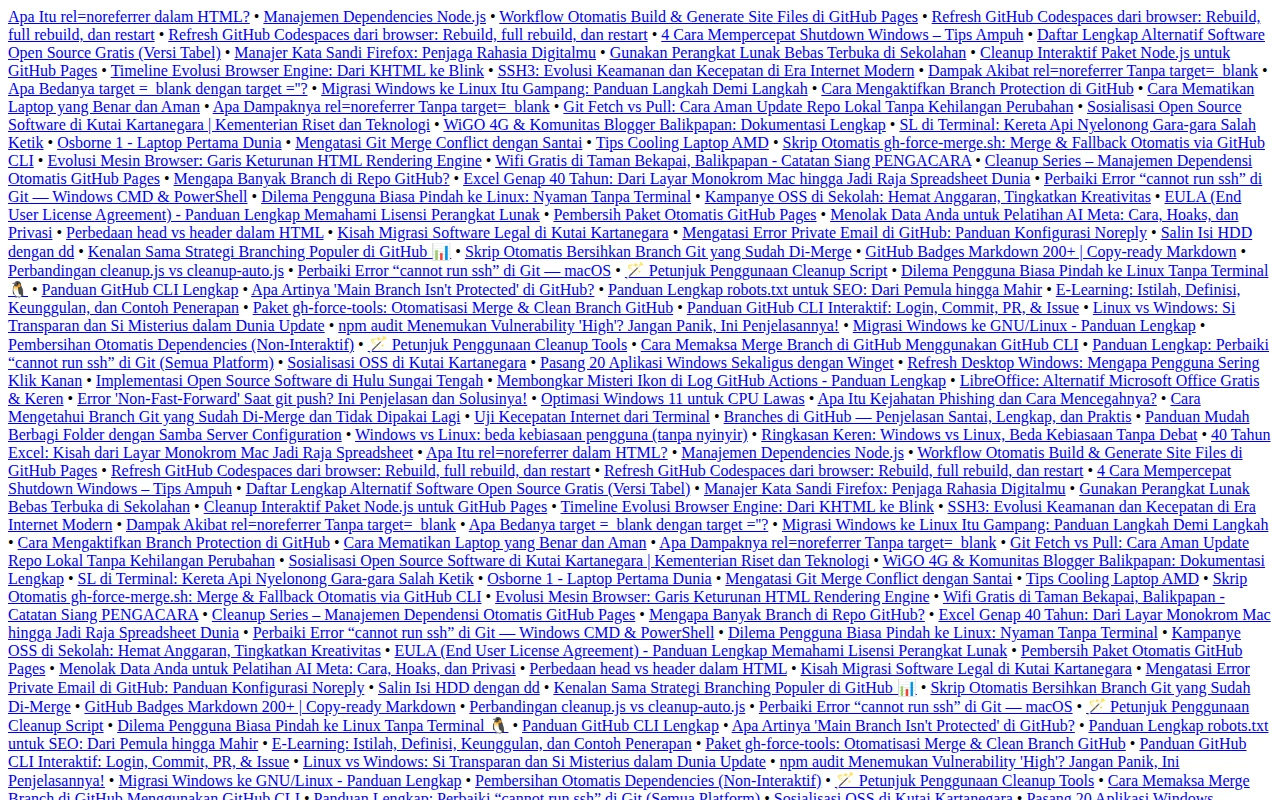 Apa Itu rel=noreferrer dalam HTML? • Manajemen Dependencies Node.js • Workflow Otomatis Build & Generate Site Files di GitHub Pages • Refresh GitHub Codespaces dari browser: Rebuild,
full rebuild, dan restart • Refresh GitHub Codespaces dari browser: Rebuild, full rebuild, dan restart • 4 Cara Mempercepat Shutdown Windows – Tips Ampuh • Daftar Lengkap Alternatif Software
Open Source Gratis (Versi Tabel) • Manajer Kata Sandi Firefox: Penjaga Rahasia Digitalmu • Gunakan Perangkat Lunak Bebas Terbuka di Sekolahan • Cleanup Interaktif Paket Node.js untuk
GitHub Pages • Timeline Evolusi Browser Engine: Dari KHTML ke Blink • SSH3: Evolusi Keamanan dan Kecepatan di Era Internet Modern • Dampak Akibat rel=noreferrer Tanpa target=_blank •
Apa Bedanya target =_blank dengan target =''? • Migrasi Windows ke Linux Itu Gampang: Panduan Langkah Demi Langkah • Cara Mengaktifkan Branch Protection di GitHub • Cara Mematikan
Laptop yang Benar dan Aman • Apa Dampaknya rel=noreferrer Tanpa target=_blank • Git Fetch vs Pull: Cara Aman Update Repo Lokal Tanpa Kehilangan Perubahan • Sosialisasi Open Source
Software di Kutai Kartanegara | Kementerian Riset dan Teknologi • WiGO 4G & Komunitas Blogger Balikpapan: Dokumentasi Lengkap • SL di Terminal: Kereta Api Nyelonong Gara-gara Salah
Ketik • Osborne 1 - Laptop Pertama Dunia • Mengatasi Git Merge Conflict dengan Santai • Tips Cooling Laptop AMD • Skrip Otomatis gh-force-merge.sh: Merge & Fallback Otomatis via GitHub
CLI • Evolusi Mesin Browser: Garis Keturunan HTML Rendering Engine • Wifi Gratis di Taman Bekapai, Balikpapan - Catatan Siang PENGACARA • Cleanup Series – Manajemen Dependensi
Otomatis GitHub Pages • Mengapa Banyak Branch di Repo GitHub? • Excel Genap 40 Tahun: Dari Layar Monokrom Mac hingga Jadi Raja Spreadsheet Dunia • Perbaiki Error “cannot run ssh” di
Git — Windows CMD & PowerShell • Dilema Pengguna Biasa Pindah ke Linux: Nyaman Tanpa Terminal • Kampanye OSS di Sekolah: Hemat Anggaran, Tingkatkan Kreativitas • EULA (End
User License Agreement) - Panduan Lengkap Memahami Lisensi Perangkat Lunak • Pembersih Paket Otomatis GitHub Pages • Menolak Data Anda untuk Pelatihan AI Meta: Cara, Hoaks, dan
Privasi • Perbedaan head vs header dalam HTML • Kisah Migrasi Software Legal di Kutai Kartanegara • Mengatasi Error Private Email di GitHub: Panduan Konfigurasi Noreply • Salin Isi HDD
dengan dd • Kenalan Sama Strategi Branching Populer di GitHub 📊 • Skrip Otomatis Bersihkan Branch Git yang Sudah Di-Merge • GitHub Badges Markdown 200+ | Copy-ready Markdown •
Perbandingan cleanup.js vs cleanup-auto.js • Perbaiki Error “cannot run ssh” di Git — macOS • 🪄 Petunjuk Penggunaan Cleanup Script • Dilema Pengguna Biasa Pindah ke Linux Tanpa Terminal
🐧 • Panduan GitHub CLI Lengkap • Apa Artinya 'Main Branch Isn't Protected' di GitHub? • Panduan Lengkap robots.txt untuk SEO: Dari Pemula hingga Mahir • E-Learning: Istilah, Definisi,
Keunggulan, dan Contoh Penerapan • Paket gh-force-tools: Otomatisasi Merge & Clean Branch GitHub • Panduan GitHub CLI Interaktif: Login, Commit, PR, & Issue • Linux vs Windows: Si
Transparan dan Si Misterius dalam Dunia Update • npm audit Menemukan Vulnerability 'High'? Jangan Panik, Ini Penjelasannya! • Migrasi Windows ke GNU/Linux - Panduan Lengkap •
Pembersihan Otomatis Dependencies (Non-Interaktif) • 🪄 Petunjuk Penggunaan Cleanup Tools • Cara Memaksa Merge Branch di GitHub Menggunakan GitHub CLI • Panduan Lengkap: Perbaiki
“cannot run ssh” di Git (Semua Platform) • Sosialisasi OSS di Kutai Kartanegara • Pasang 20 Aplikasi Windows Sekaligus dengan Winget • Refresh Desktop Windows: Mengapa Pengguna Sering
Klik Kanan • Implementasi Open Source Software di Hulu Sungai Tengah • Membongkar Misteri Ikon di Log GitHub Actions - Panduan Lengkap • LibreOffice: Alternatif Microsoft Office Gratis
& Keren • Error 'Non-Fast-Forward' Saat git push? Ini Penjelasan dan Solusinya! • Optimasi Windows 11 untuk CPU Lawas • Apa Itu Kejahatan Phishing dan Cara Mencegahnya? • Cara
Mengetahui Branch Git yang Sudah Di-Merge dan Tidak Dipakai Lagi • Uji Kecepatan Internet dari Terminal • Branches di GitHub — Penjelasan Santai, Lengkap, dan Praktis • Panduan Mudah
Berbagi Folder dengan Samba Server Configuration • Windows vs Linux: beda kebiasaan pengguna (tanpa nyinyir) • Ringkasan Keren: Windows vs Linux, Beda Kebiasaan Tanpa Debat • 40 Tahun
Excel: Kisah dari Layar Monokrom Mac Jadi Raja Spreadsheet • Apa Itu rel=noreferrer dalam HTML? • Manajemen Dependencies Node.js • Workflow Otomatis Build & Generate Site Files di
GitHub Pages • Refresh GitHub Codespaces dari browser: Rebuild, full rebuild, dan restart • Refresh GitHub Codespaces dari browser: Rebuild, full rebuild, dan restart • 4 Cara Mempercepat
Shutdown Windows – Tips Ampuh • Daftar Lengkap Alternatif Software Open Source Gratis (Versi Tabel) • Manajer Kata Sandi Firefox: Penjaga Rahasia Digitalmu • Gunakan Perangkat Lunak
Bebas Terbuka di Sekolahan • Cleanup Interaktif Paket Node.js untuk GitHub Pages • Timeline Evolusi Browser Engine: Dari KHTML ke Blink • SSH3: Evolusi Keamanan dan Kecepatan di Era
Internet Modern • Dampak Akibat rel=noreferrer Tanpa target=_blank • Apa Bedanya target =_blank dengan target =''? • Migrasi Windows ke Linux Itu Gampang: Panduan Langkah Demi Langkah
• Cara Mengaktifkan Branch Protection di GitHub • Cara Mematikan Laptop yang Benar dan Aman • Apa Dampaknya rel=noreferrer Tanpa target=_blank • Git Fetch vs Pull: Cara Aman Update
Repo Lokal Tanpa Kehilangan Perubahan • Sosialisasi Open Source Software di Kutai Kartanegara | Kementerian Riset dan Teknologi • WiGO 4G & Komunitas Blogger Balikpapan: Dokumentasi
Lengkap • SL di Terminal: Kereta Api Nyelonong Gara-gara Salah Ketik • Osborne 1 - Laptop Pertama Dunia • Mengatasi Git Merge Conflict dengan Santai • Tips Cooling Laptop AMD • Skrip
Otomatis gh-force-merge.sh: Merge & Fallback Otomatis via GitHub CLI • Evolusi Mesin Browser: Garis Keturunan HTML Rendering Engine • Wifi Gratis di Taman Bekapai, Balikpapan -
Catatan Siang PENGACARA • Cleanup Series – Manajemen Dependensi Otomatis GitHub Pages • Mengapa Banyak Branch di Repo GitHub? • Excel Genap 40 Tahun: Dari Layar Monokrom Mac
hingga Jadi Raja Spreadsheet Dunia • Perbaiki Error “cannot run ssh” di Git — Windows CMD & PowerShell • Dilema Pengguna Biasa Pindah ke Linux: Nyaman Tanpa Terminal • Kampanye
OSS di Sekolah: Hemat Anggaran, Tingkatkan Kreativitas • EULA (End User License Agreement) - Panduan Lengkap Memahami Lisensi Perangkat Lunak • Pembersih Paket Otomatis GitHub
Pages • Menolak Data Anda untuk Pelatihan AI Meta: Cara, Hoaks, dan Privasi • Perbedaan head vs header dalam HTML • Kisah Migrasi Software Legal di Kutai Kartanegara • Mengatasi Error
Private Email di GitHub: Panduan Konfigurasi Noreply • Salin Isi HDD dengan dd • Kenalan Sama Strategi Branching Populer di GitHub 📊 • Skrip Otomatis Bersihkan Branch Git yang Sudah
Di-Merge • GitHub Badges Markdown 200+ | Copy-ready Markdown • Perbandingan cleanup.js vs cleanup-auto.js • Perbaiki Error “cannot run ssh” di Git — macOS • 🪄 Petunjuk Penggunaan
Cleanup Script • Dilema Pengguna Biasa Pindah ke Linux Tanpa Terminal 🐧 • Panduan GitHub CLI Lengkap • Apa Artinya 'Main Branch Isn't Protected' di GitHub? • Panduan Lengkap robots.txt
untuk SEO: Dari Pemula hingga Mahir • E-Learning: Istilah, Definisi, Keunggulan, dan Contoh Penerapan • Paket gh-force-tools: Otomatisasi Merge & Clean Branch GitHub • Panduan GitHub
CLI Interaktif: Login, Commit, PR, & Issue • Linux vs Windows: Si Transparan dan Si Misterius dalam Dunia Update • npm audit Menemukan Vulnerability 'High'? Jangan Panik, Ini
Penjelasannya! • Migrasi Windows ke GNU/Linux - Panduan Lengkap • Pembersihan Otomatis Dependencies (Non-Interaktif) • 🪄 Petunjuk Penggunaan Cleanup Tools • Cara Memaksa Merge
Branch di GitHub Menggunakan GitHub CLI • Panduan Lengkap: Perbaiki “cannot run ssh” di Git (Semua Platform) • Sosialisasi OSS di Kutai Kartanegara • Pasang 20 Aplikasi Windows